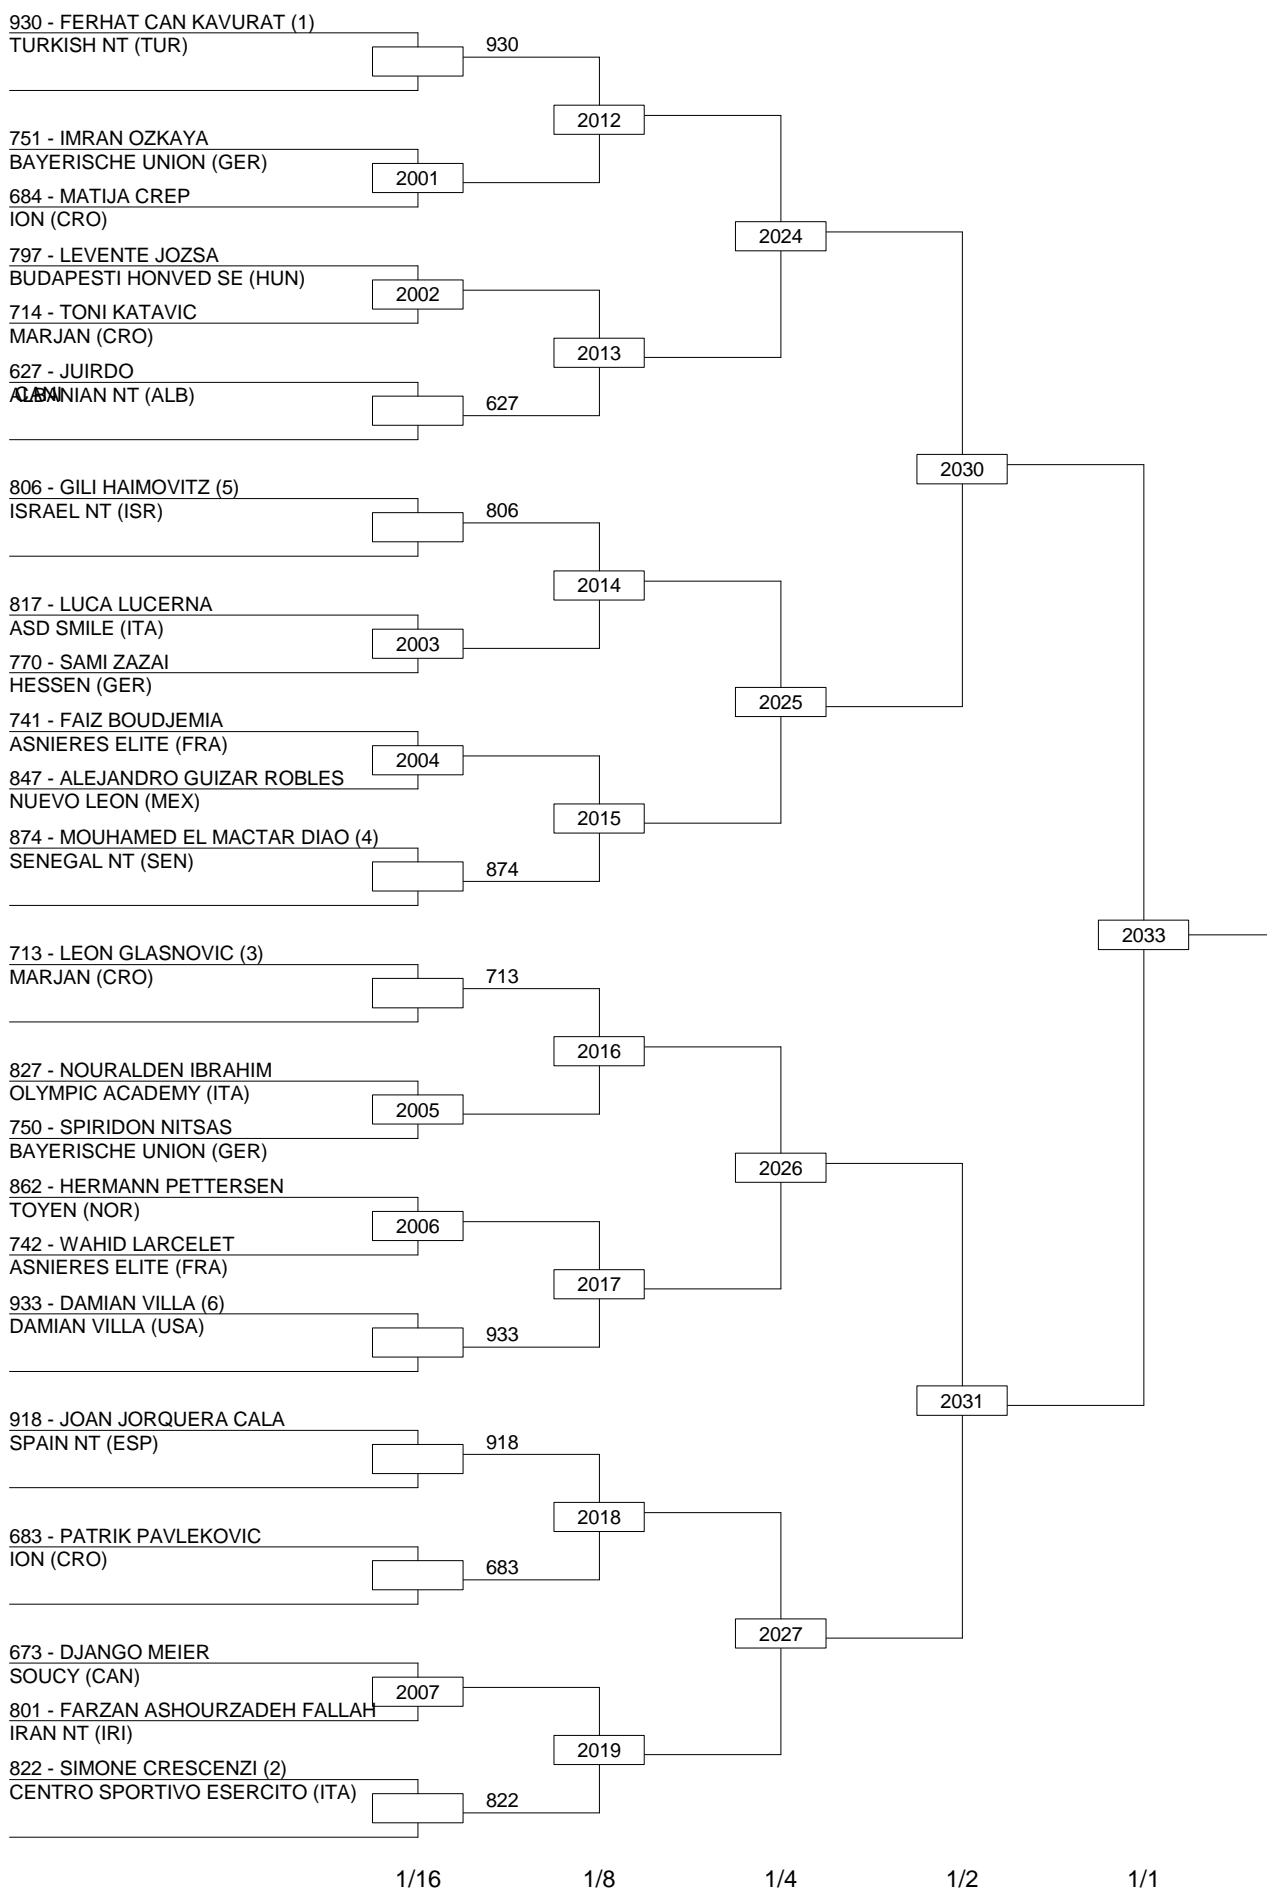 930 - FERHAT CAN KAVURAT (1)
TURKISH NT (TUR)
930
2012
751 - IMRAN OZKAYA
BAYERISCHE UNION (GER)
2001
684 - MATIJA CREP
ION (CRO)
2024
797 - LEVENTE JOZSA
BUDAPESTI HONVED SE (HUN)
2002
714 - TONI KATAVIC
MARJAN (CRO)
2013
627 - JUIRDO
CANI
ALBANIAN NT (ALB)
627
2030
806 - GILI HAIMOVITZ (5)
ISRAEL NT (ISR)
806
2014
817 - LUCA LUCERNA
ASD SMILE (ITA)
2003
770 - SAMI ZAZAI
HESSEN (GER)
2025
741 - FAIZ BOUDJEMIA
ASNIERES ELITE (FRA)
2004
847 - ALEJANDRO GUIZAR ROBLES
NUEVO LEON (MEX)
2015
874 - MOUHAMED EL MACTAR DIAO (4)
SENEGAL NT (SEN)
874
2033
713 - LEON GLASNOVIC (3)
MARJAN (CRO)
713
2016
827 - NOURALDEN IBRAHIM
OLYMPIC ACADEMY (ITA)
2005
750 - SPIRIDON NITSAS
BAYERISCHE UNION (GER)
2026
862 - HERMANN PETTERSEN
TOYEN (NOR)
2006
742 - WAHID LARCELET
ASNIERES ELITE (FRA)
2017
933 - DAMIAN VILLA (6)
DAMIAN VILLA (USA)
933
2031
918 - JOAN JORQUERA CALA
SPAIN NT (ESP)
918
2018
683 - PATRIK PAVLEKOVIC
ION (CRO)
683
2027
673 - DJANGO MEIER
SOUCY (CAN)
2007
801 - FARZAN ASHOURZADEH FALLAH
IRAN NT (IRI)
2019
822 - SIMONE CRESCENZI (2)
CENTRO SPORTIVO ESERCITO (ITA)
822
1/16 1/8 1/4 1/2 1/1